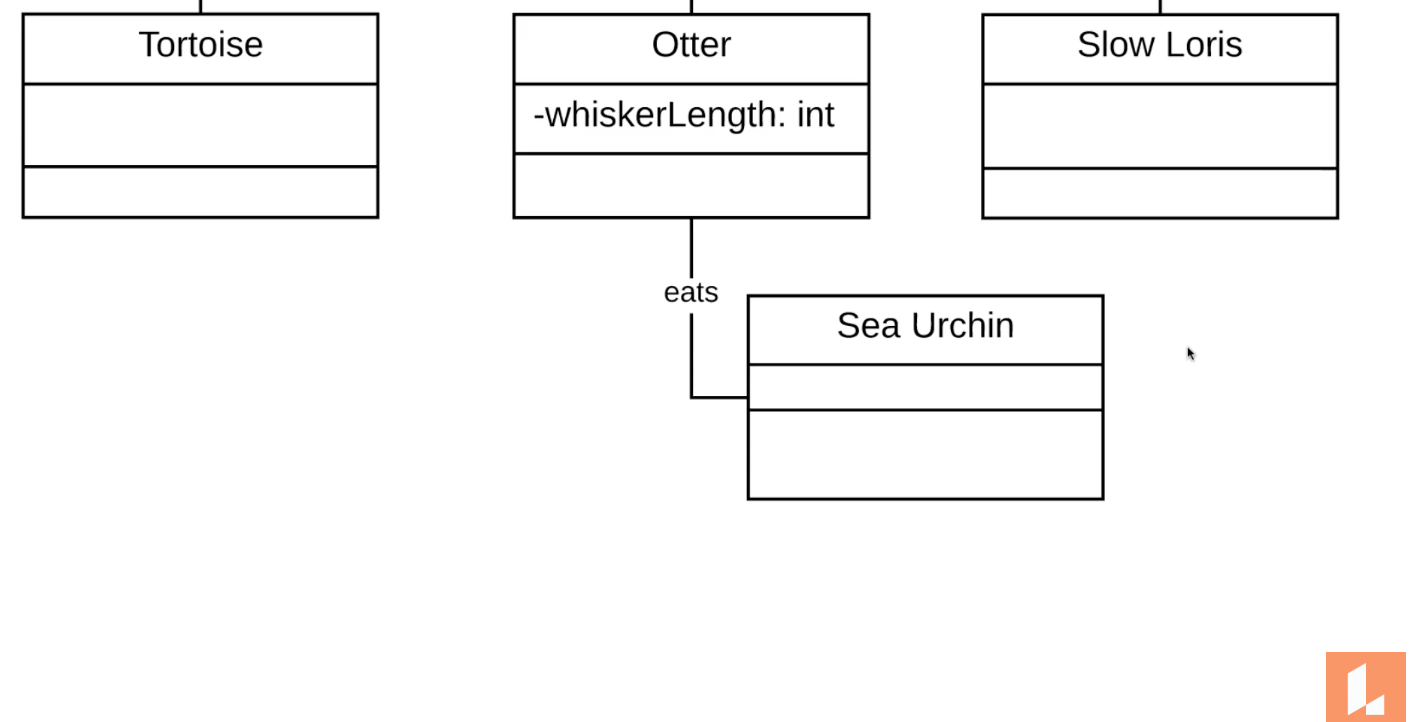 Tortoise
Otter
Slow Loris
-whiskerLength: int
eats
Sea Urchin